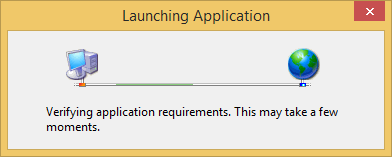 Launching Application
Verifying application requirements. This may take a few
moments.